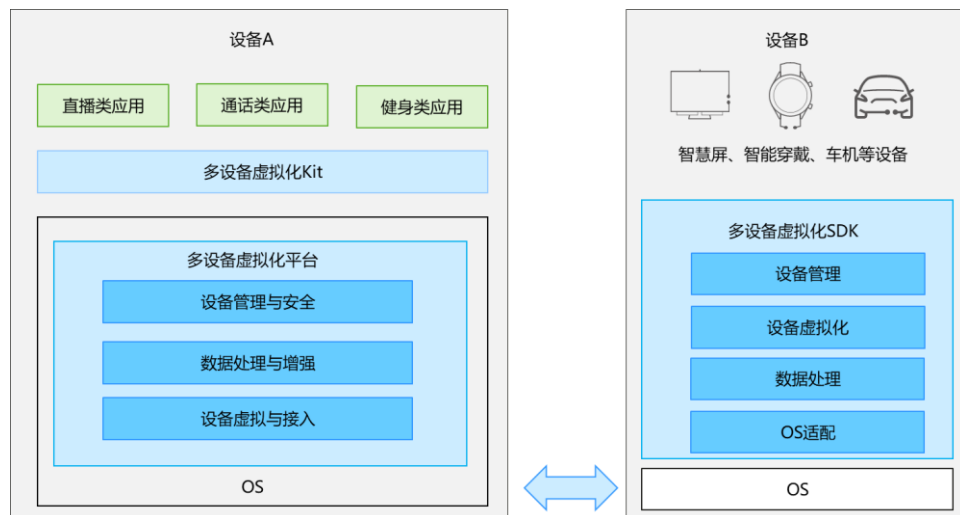 设备A
直播类应用
通话类应用
健身类应用
多设备虚拟化Kit
多设备虚拟化平台
设备管理与安全
数据处理与增强
设备虚拟与接入
OS
设备B
智慧屏、智能穿戴、车机等设备
多设备虚拟化SDK
设备管理
设备虚拟化
数据处理
OS适配
OS